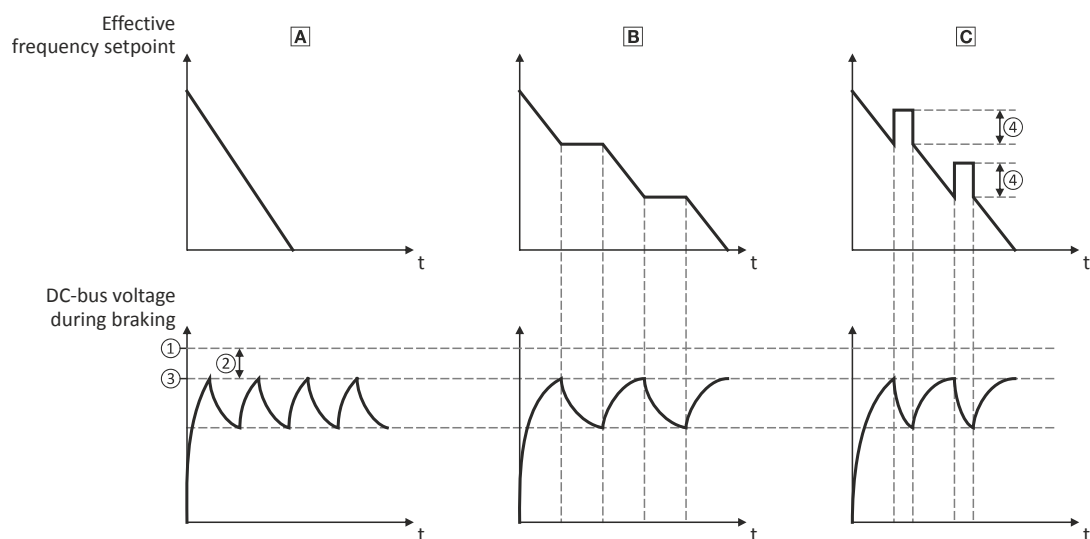 Effective
frequency setpoint
A
B
C
④
④
t
t
t
DC-bus voltage
during braking
①
②
③
t
t
t